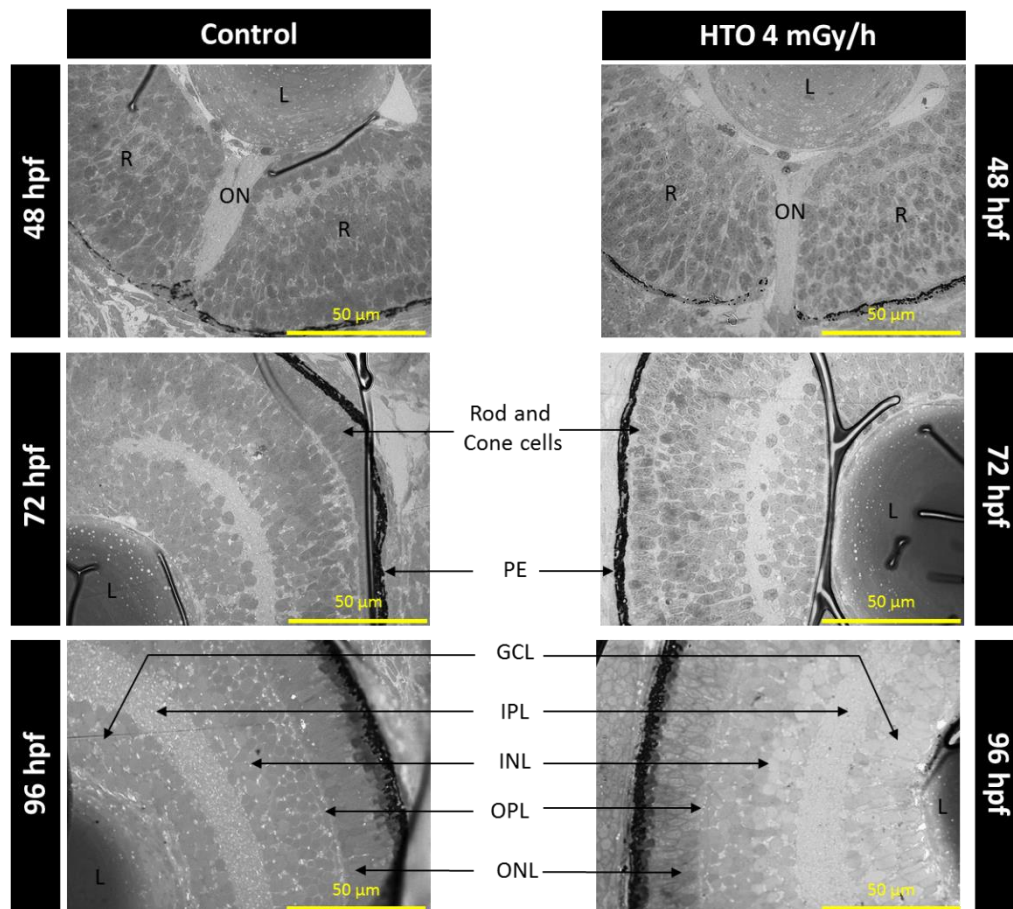 Control
HTO 4 mGy/h
48 hpf
L
R
ON
R
50 µm
L
R
ON
R
50 µm
48 hpf
72 hpf
L
50 µm
Rod and
Cone cells
PE
L
50 µm
72 hpf
96 hpf
L
50 µm
GCL
IPL
INL
OPL
ONL
L
50 µm
96 hpf